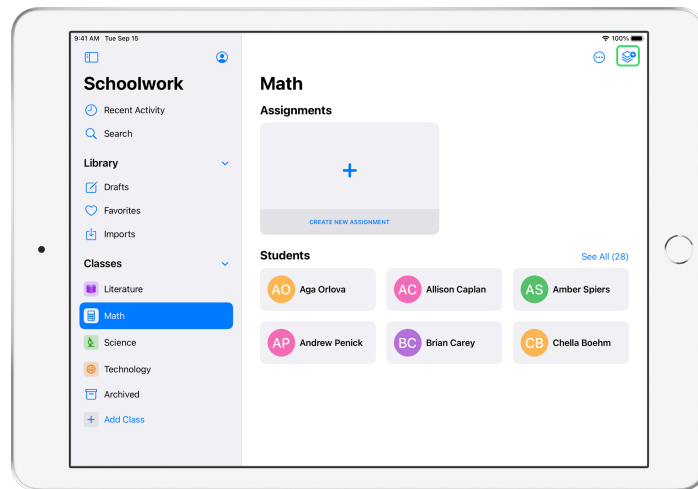 9:41 AM Tue Sep 15
100%
Schoolwork
Recent Activity
Search
Library
Drafts
Favorites
Imports
Classes
Literature
Math
Science
Technology
Archived
Add Class
Math
Assignments
CREATE NEW ASSIGNMENT
Students
See All (28)
AO Aga Orlova
AC Allison Caplan
AS Amber Spiers
AP Andrew Penick
BC Brian Carey
CB Chella Boehm